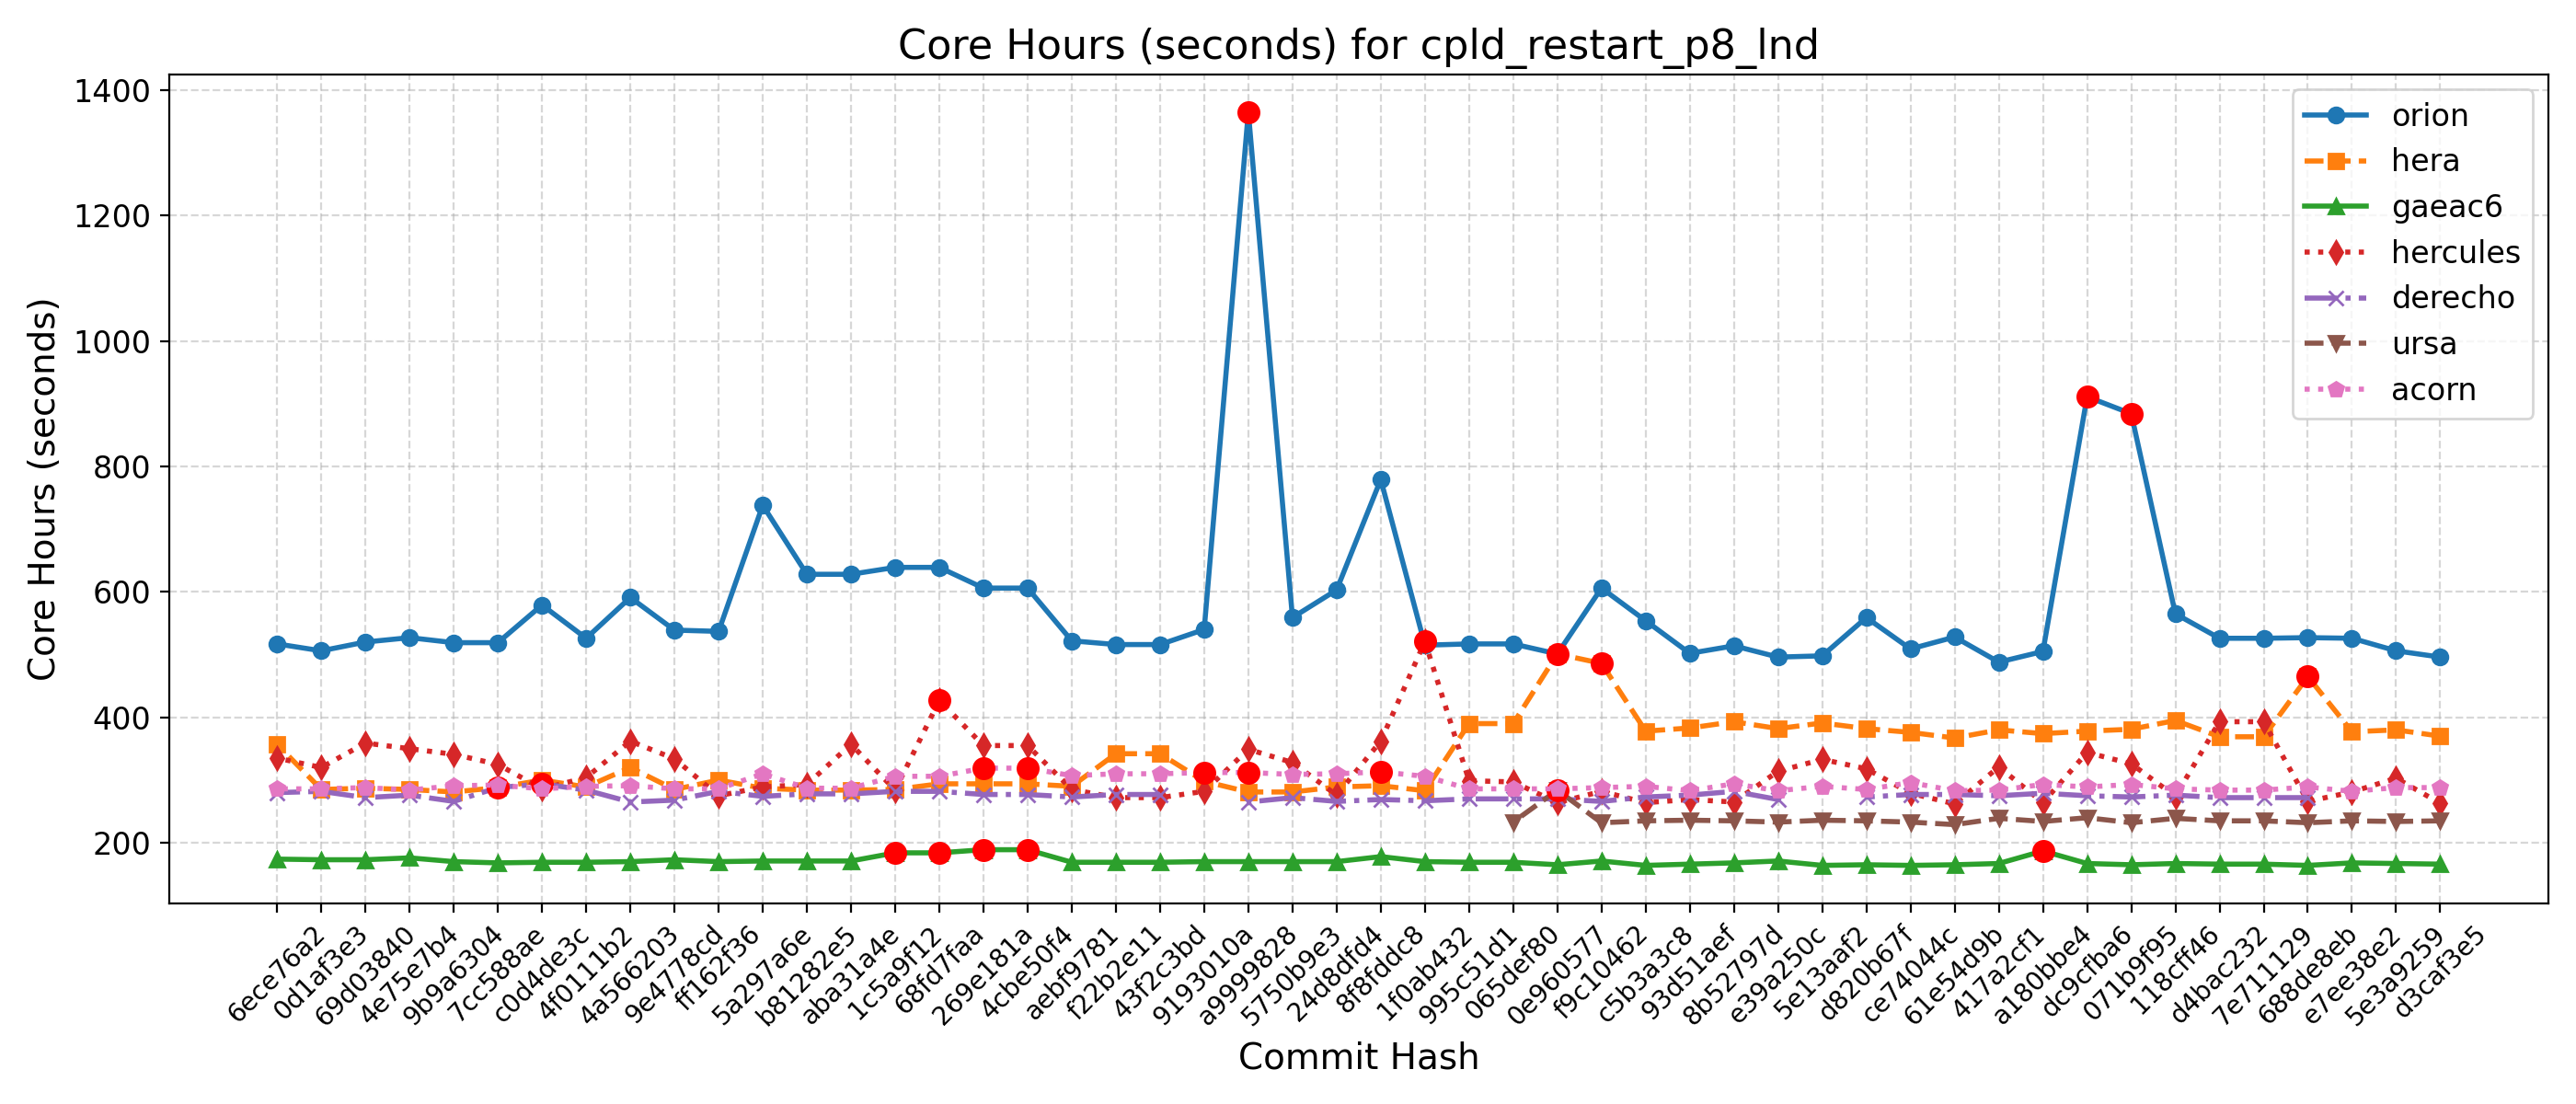 Core Hours (seconds) for cpld_restart_p8_lnd
Core Hours (seconds)
1400
1200
1000
800
600
400
200
orion
hera
gaeac6
hercules
derecho
ursa
acorn
6ece76a2
0d1af3e3
69d03840
4e75e7b4
9b9a6304
7cc588ae
c0d4de3c
4f0111b2
4a566203
9e4778cd
ff162f36
5a297a6e
b81282e5
aba31a4e
1c5a9f12
68fd7faa
269e181a
4cbe50f4
aebf9781
f22b2e11
43f2c3bd
9193010a
a9999828
5750b9e3
24d8dfd4
8f8fddc8
1f0ab432
995c51d1
065def80
0e960577
f9c10462
c5b3a3c8
93d51aef
8b52797d
e39a250c
5e13aaf2
d820b67f
ce74044c
61e54d9b
417a2cf1
a180bbe4
dc9cfba6
071b9f95
118cff46
d4bac232
7e711129
688de8eb
e7ee38e2
5e3a9259
d3caf3e5
Commit Hash